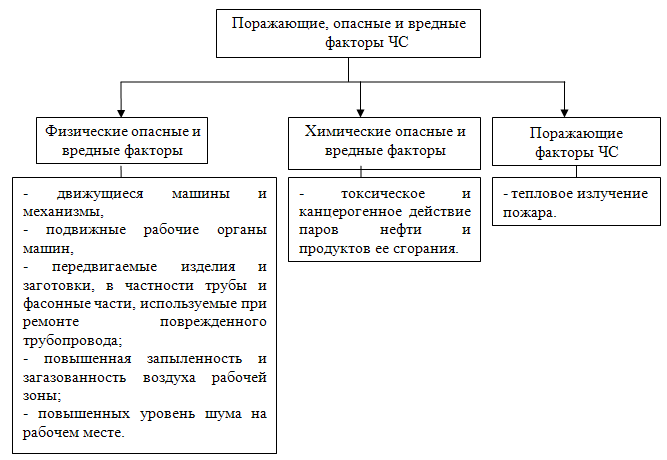 Поражающие, опасные и вредные
факторы ЧС
Физические опасные и
вредные факторы
Химические опасные и
вредные факторы
Поражающие
факторы ЧС
- движущиеся машины и
механизмы,
- подвижные рабочие органы
машин,
- передвигаемые изделия и
заготовки, в частности трубы и
фасонные части, используемые при
ремонте поврежденного
трубопровода;
- повышенная запыленность и
загазованность воздуха рабочей
зоны;
- повышенных уровень шума на
рабочем месте.
- токсическое и
канцерогенное действие
паров нефти и
продуктов ее сгорания.
- тепловое излучение
пожара.